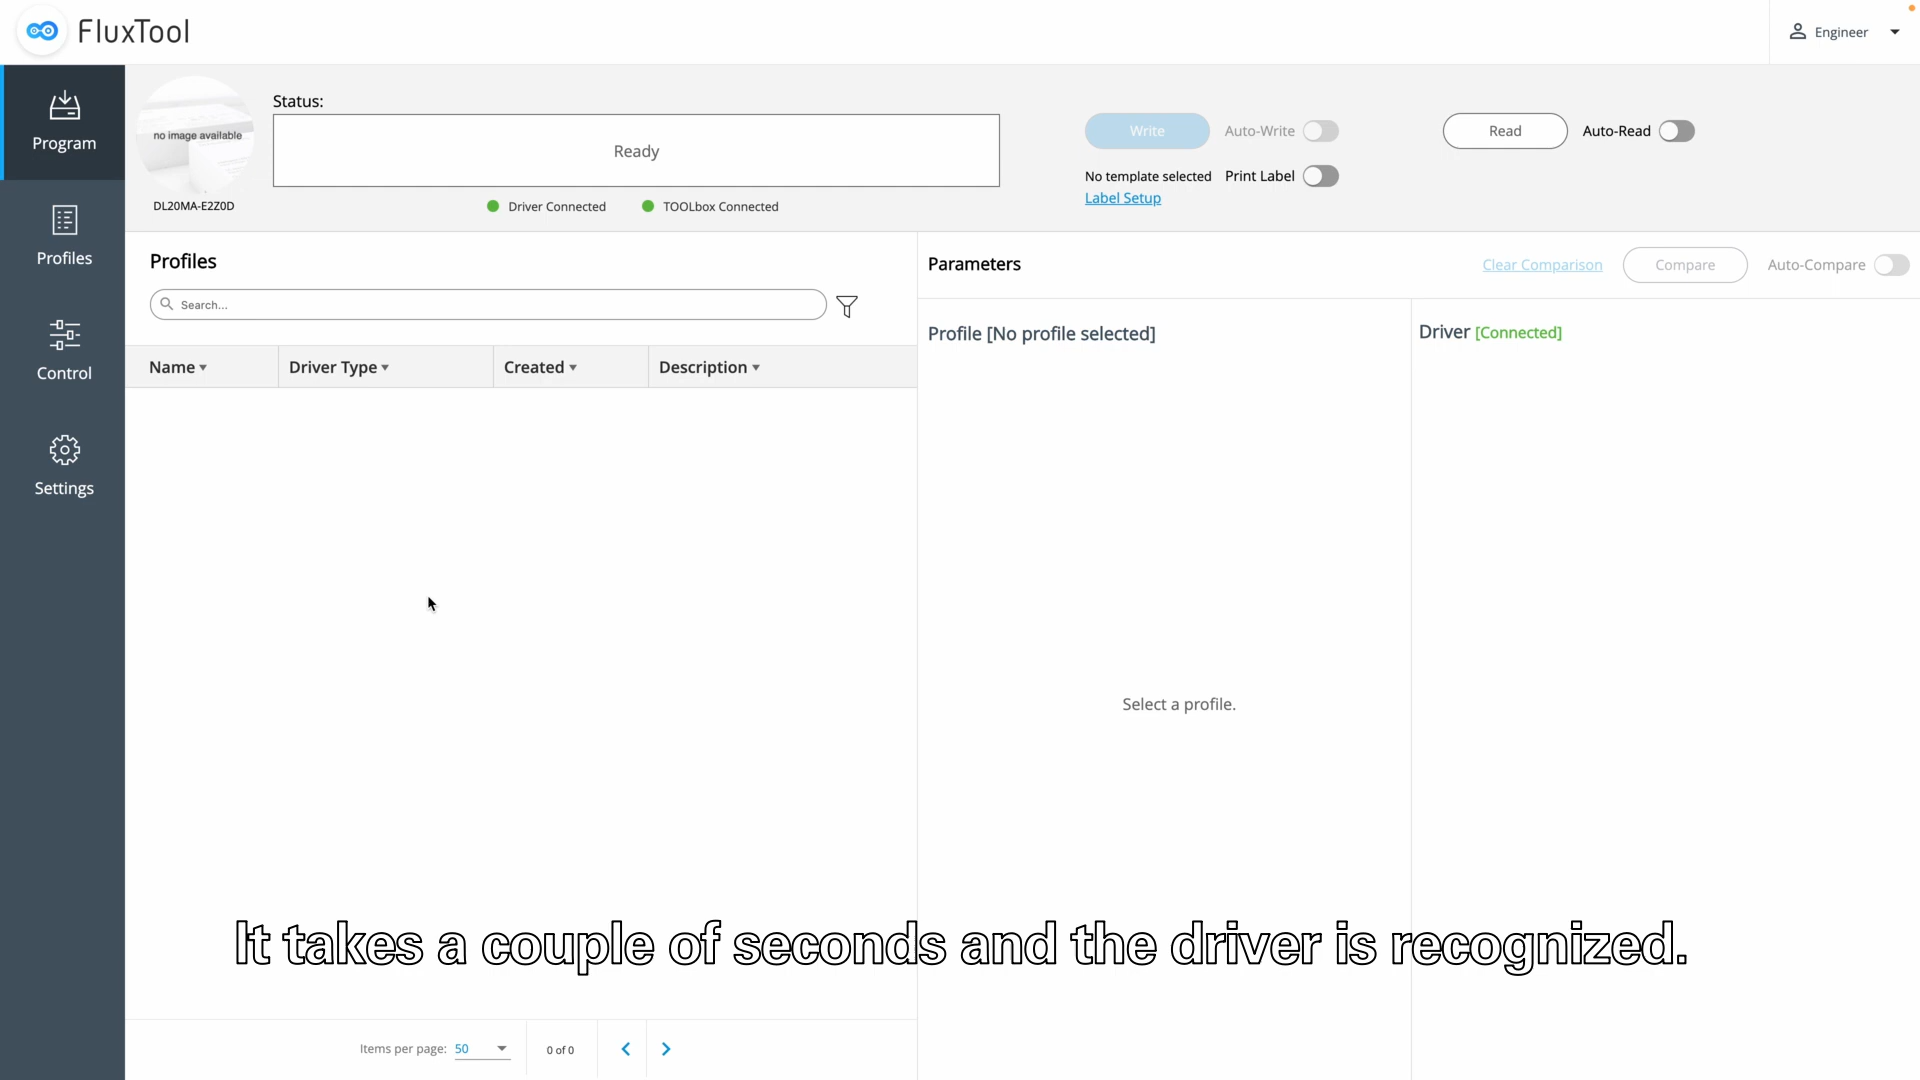 FluxTool
Engineer
Program
Profiles
Control
Settings
no image available
DL20MA-E2Z0D
Status:
Ready
Driver Connected
TOOLbox Connected
Write
Auto-Write
No template selected
Print Label
Label Setup
Read
Auto-Read
Profiles
Search...
Name
Driver Type
Created
Description
Parameters
Clear Comparison
Compare
Auto-Compare
Profile [No profile selected]
Driver [Connected]
Select a profile.
It takes a couple of seconds and the driver is recognized.
Items per page: 50
0 of 0